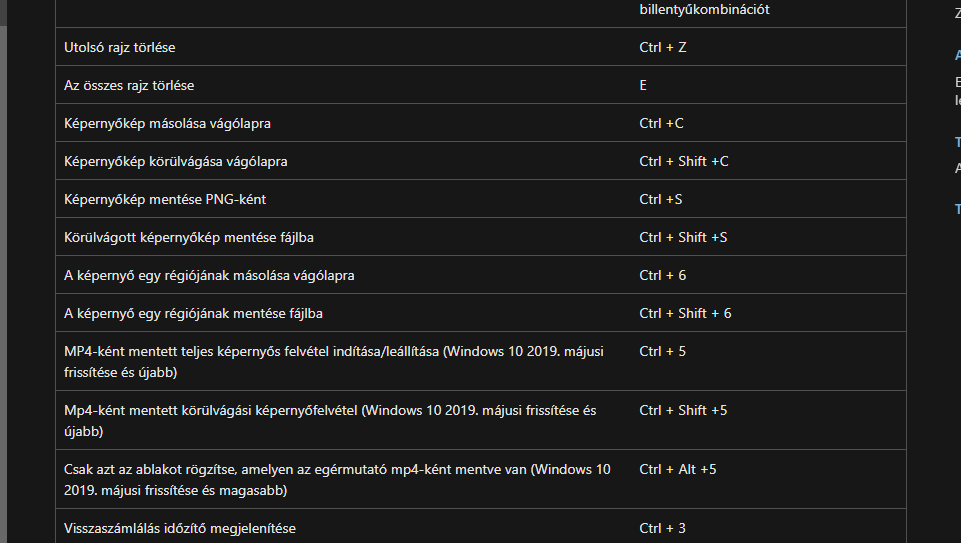 billentyűkombinációt
Utolsó rajz törlése Ctrl + Z
Az összes rajz törlése E
Képernyőkép másolása vágólapra Ctrl +C
Képernyőkép körülvágása vágólapra Ctrl + Shift +C
Képernyőkép mentése PNG-ként Ctrl +S
Körülvágott képernyőkép mentése fájlba Ctrl + Shift +S
A képernyő egy régiójának másolása vágólapra Ctrl + 6
A képernyő egy régiójának mentése fájlba Ctrl + Shift + 6
MP4-ként mentett teljes képernyős felvétel indítása/leállítása (Windows 10 2019. májusi Ctrl + 5
frissítése és újabb)
Mp4-ként mentett körülvágási képernyőfelvétel (Windows 10 2019. májusi frissítése és Ctrl + Shift +5
újabb)
Csak azt az ablakot rögzítse, amelyen az egérmutató mp4-ként mentve van (Windows 10 Ctrl + Alt +5
2019. májusi frissítése és magasabb)
Visszaszámlálás időzítő megjelenítése Ctrl + 3